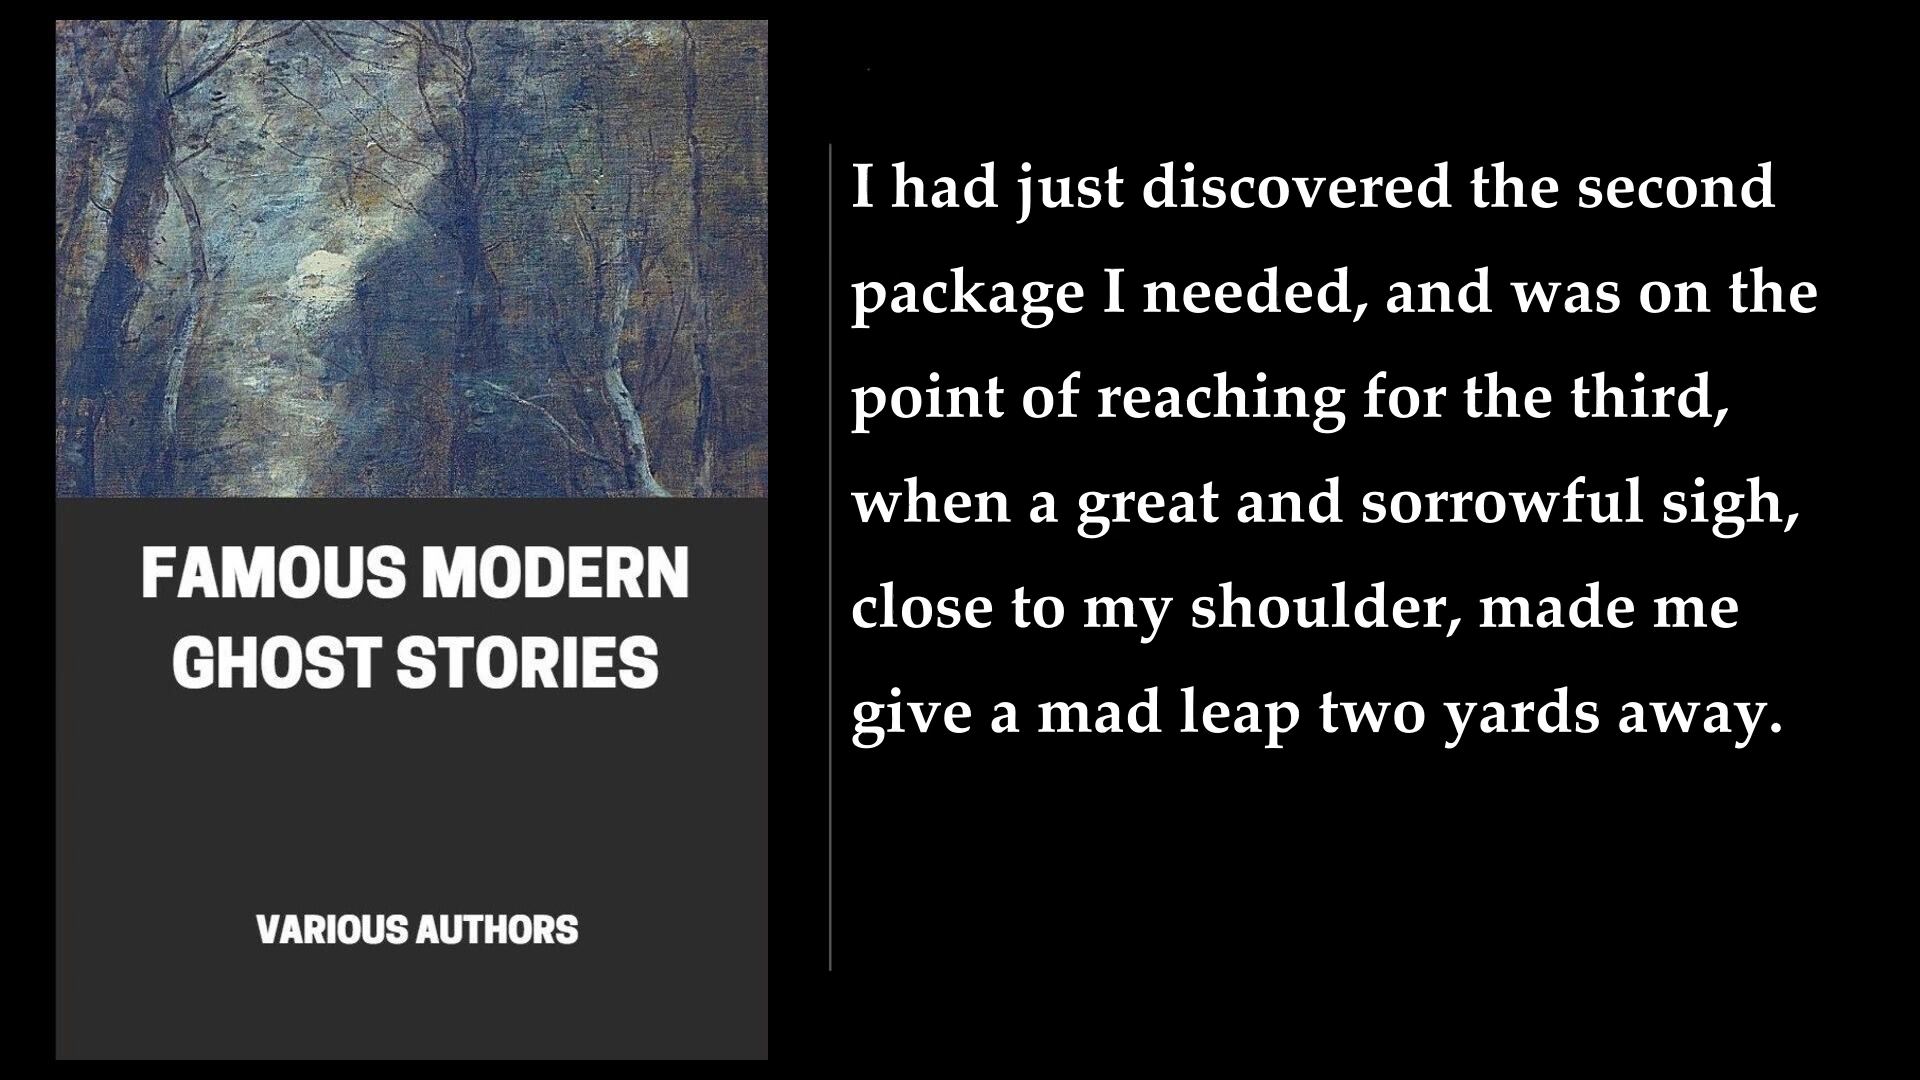 FAMOUS MODERN
GHOST STORIES
VARIOUS AUTHORS
I had just discovered the second
package I needed, and was on the
point of reaching for the third,
when a great and sorrowful sigh,
close to my shoulder, made me
give a mad leap two yards away.